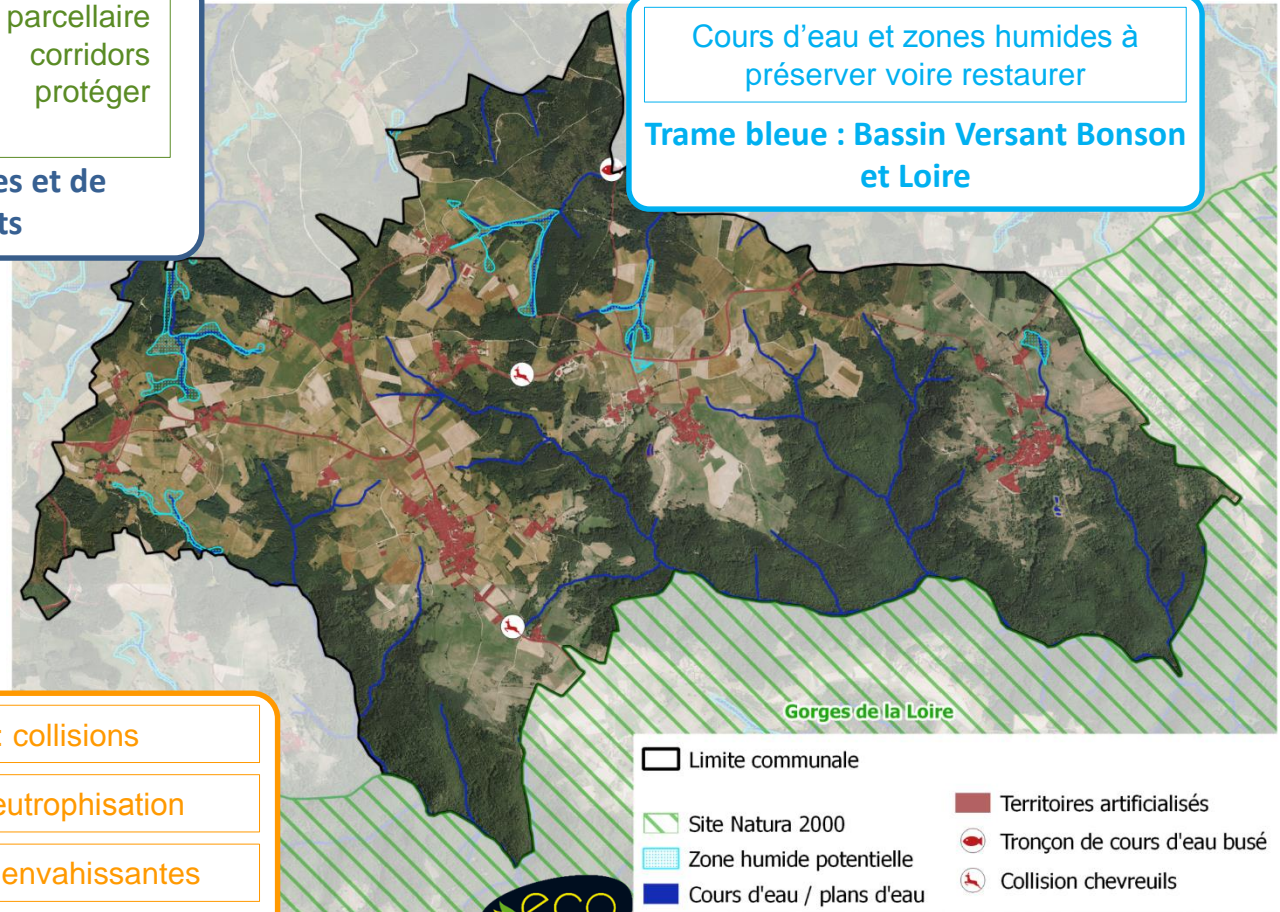 parcellaire
corridors
protéger
es et de
ts
Cours d'eau et zones humides à
préserver voire restaurer
Trame bleue : Bassin Versant Bonson
et Loire
: collisions
eutrophisation
envahissantes
Gorges de la Loire
Limite communale
Site Natura 2000
Zone humide potentielle
Cours d'eau / plans d'eau
Territoires artificialisés
Tronçon de cours d'eau busé
Collision chevreuils
eco